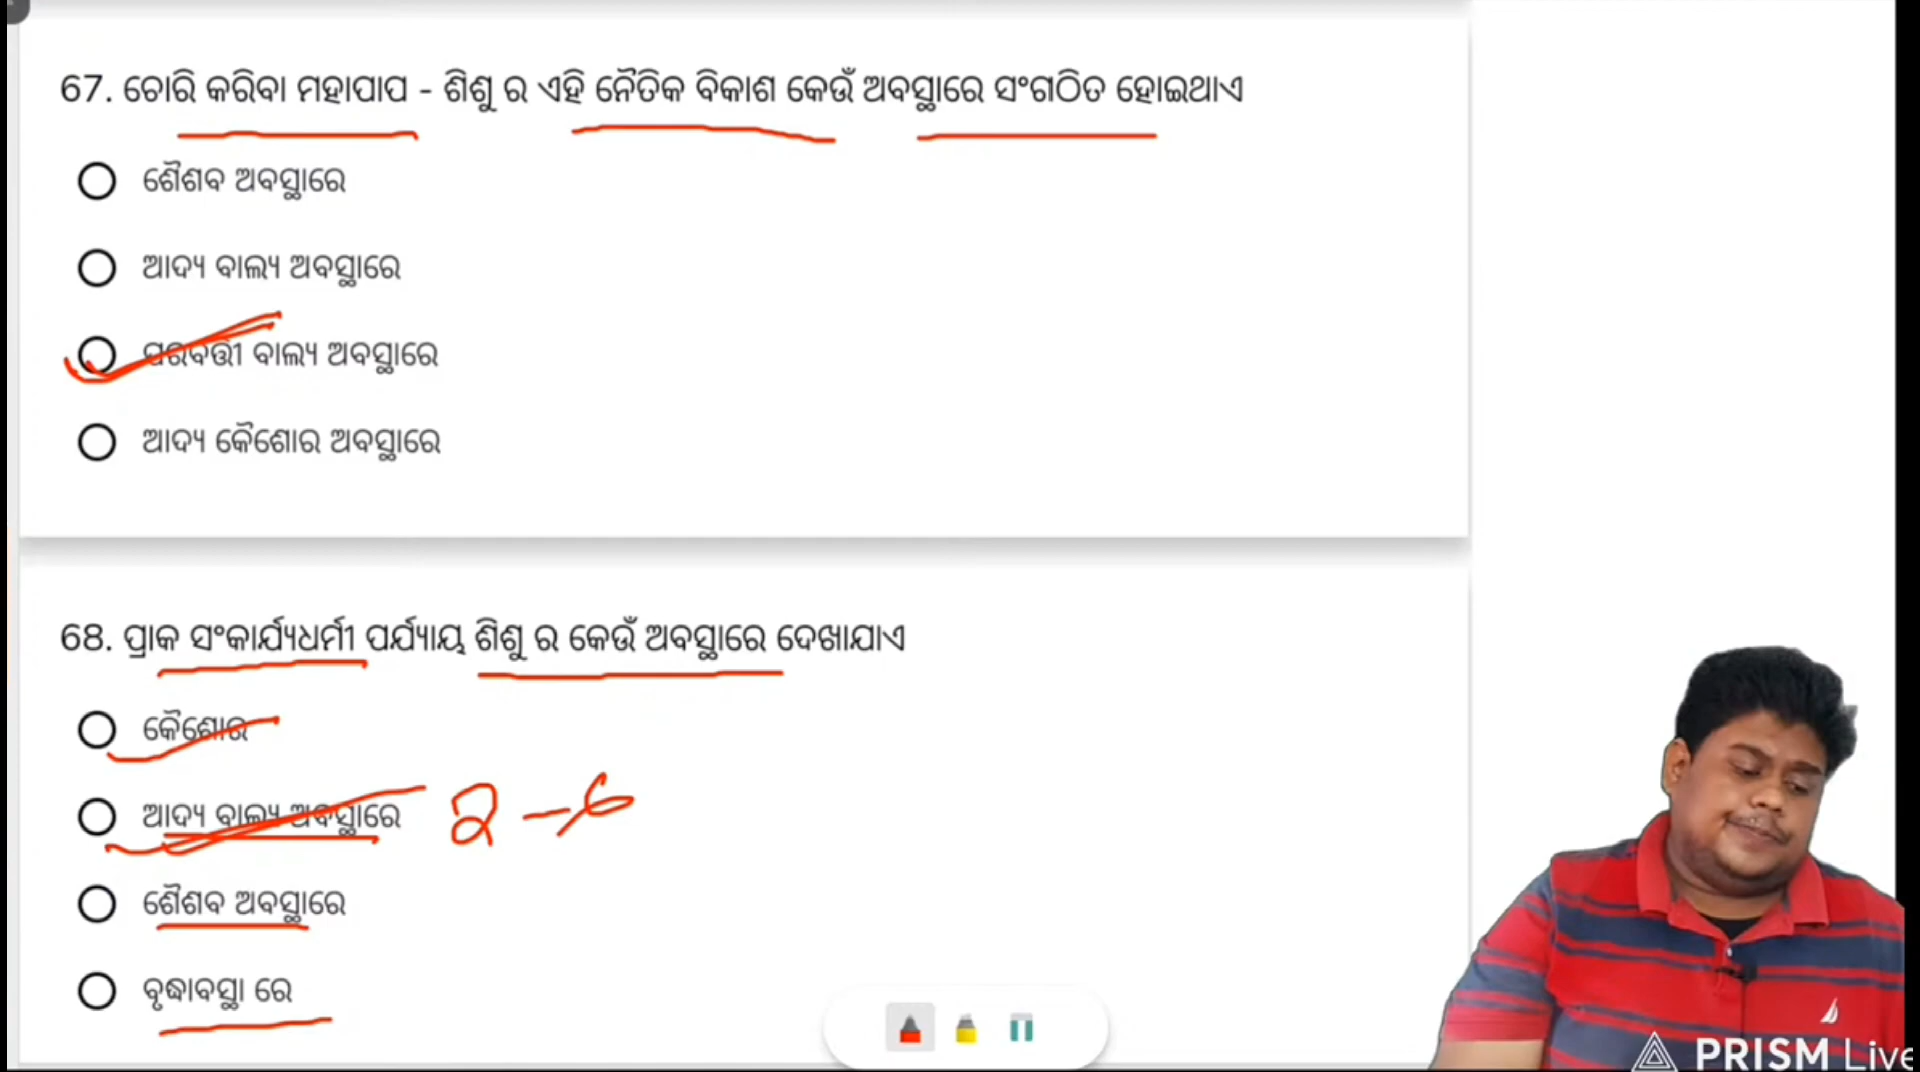 67. ଚୋରି କରିବା ମହାପାପ - ଶିଶୁ ର ଏହି ନୈତିକ ବିକାଶ କେଉଁ ଅବସ୍ଥାରେ ସଂଗଠିତ ହୋଇଥାଏ
ଶୈଶବ ଅବସ୍ଥାରେ
ଆଦ୍ୟ ବାଲ୍ୟ ଅବସ୍ଥାରେ
ପରବର୍ତ୍ତୀ ବାଲ୍ୟ ଅବସ୍ଥାରେ
ଆଦ୍ୟ କୈଶୋର ଅବସ୍ଥାରେ
68. ପ୍ରାକ ସଂକାର୍ଯ୍ୟଧର୍ମୀ ପର୍ଯ୍ୟାୟ ଶିଶୁ ର କେଉଁ ଅବସ୍ଥାରେ ଦେଖାଯାଏ
କୈଶୋର
ଆଦ୍ୟ ବାଲ୍ୟ ଅବସ୍ଥାରେ 2-6
ଶୈଶବ ଅବସ୍ଥାରେ
ବୃଦ୍ଧାବସ୍ଥା ରେ
PRISM Live